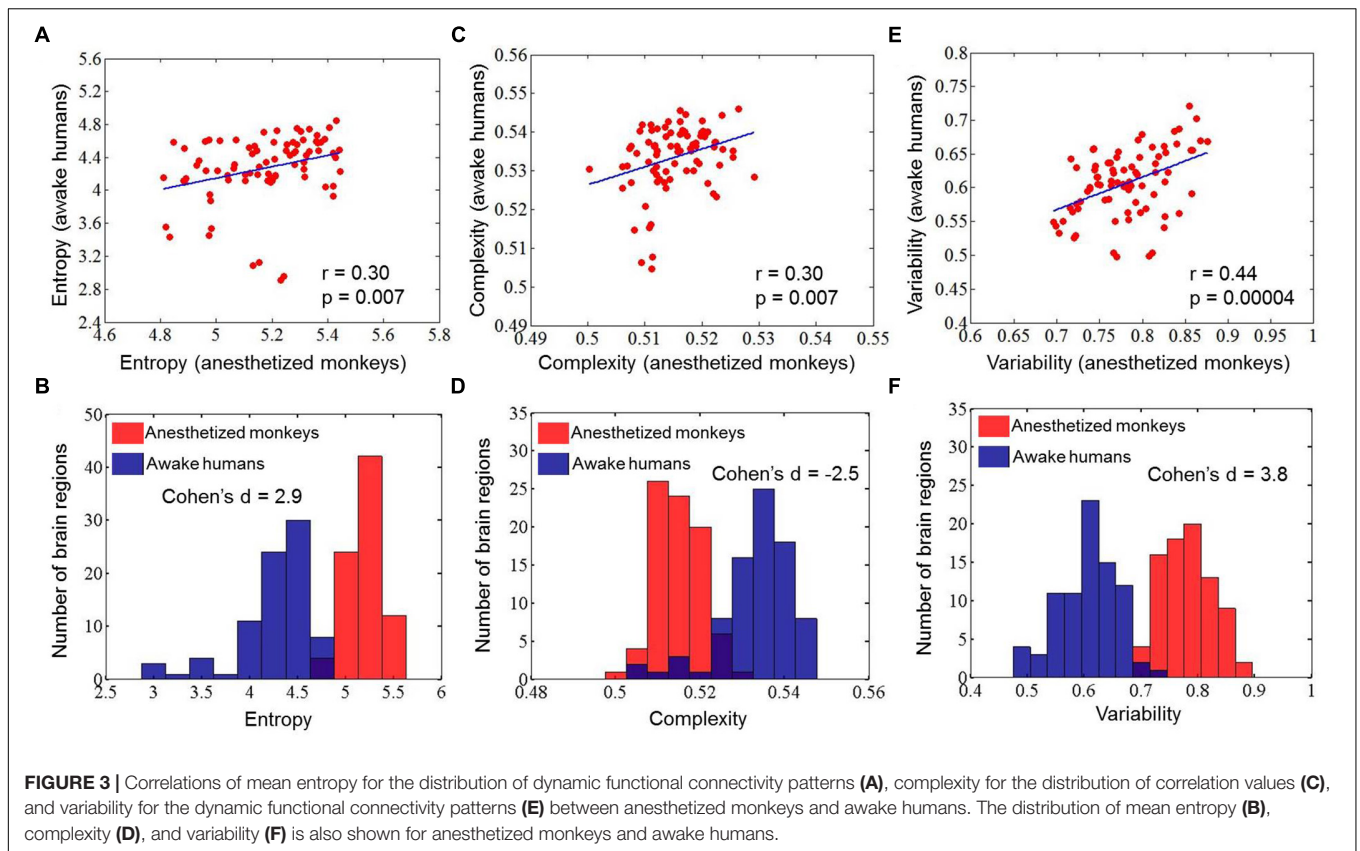 A
5.6
5.2
4.8
4.4
4
3.6
3.2
2.8
2.4
4.6
4.8
5
5.2
5.4
5.6
5.8
Entropy (awake humans)
Entropy (anesthetized monkeys)
r = 0.30
p = 0.007
C
0.56
0.55
0.54
0.53
0.52
0.51
0.5
0.49
0.49
0.5
0.51
0.52
0.53
0.54
0.55
Complexity (awake humans)
Complexity (anesthetized monkeys)
r = 0.30
p = 0.007
E
0.8
0.75
0.7
0.65
0.6
0.55
0.5
0.45
0.4
0.6
0.65
0.7
0.75
0.8
0.85
0.9
0.95
1
Variability (awake humans)
Variability (anesthetized monkeys)
r = 0.44
p = 0.00004
B
50
40
30
20
10
0
2.5
3
3.5
4
4.5
5
5.5
6
Number of brain regions
Entropy
Anesthetized monkeys
Awake humans
Cohen's d = 2.9
D
35
30
25
20
15
10
5
0
0.48
0.5
0.52
0.54
0.56
Number of brain regions
Complexity
Anesthetized monkeys
Awake humans
Cohen's d = -2.5
F
35
30
25
20
15
10
5
0
0.4
0.5
0.6
0.7
0.8
0.9
1
Number of brain regions
Variability
Anesthetized monkeys
Awake humans
Cohen's d = 3.8
FIGURE 3 | Correlations of mean entropy for the distribution of dynamic functional connectivity patterns (A), complexity for the distribution of correlation values (C),
and variability for the dynamic functional connectivity patterns (E) between anesthetized monkeys and awake humans. The distribution of mean entropy (B),
complexity (D), and variability (F) is also shown for anesthetized monkeys and awake humans.